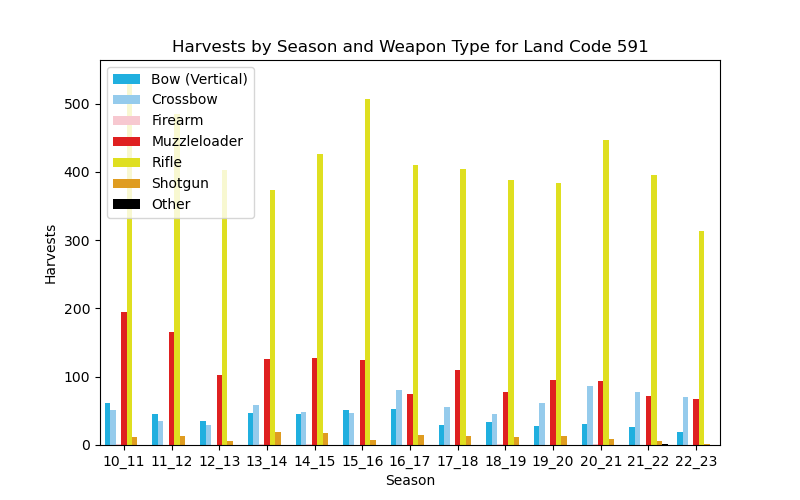 Harvests by Season and Weapon Type for Land Code 591
Bow (Vertical)
Crossbow
Firearm
Muzzleloader
Rifle
Shotgun
Other
500
400
300
200
100
0
Harvests
10_11 11_12 12_13 13_14 14_15 15_16 16_17 17_18 18_19 19_20 20_21 21_22 22_23
Season